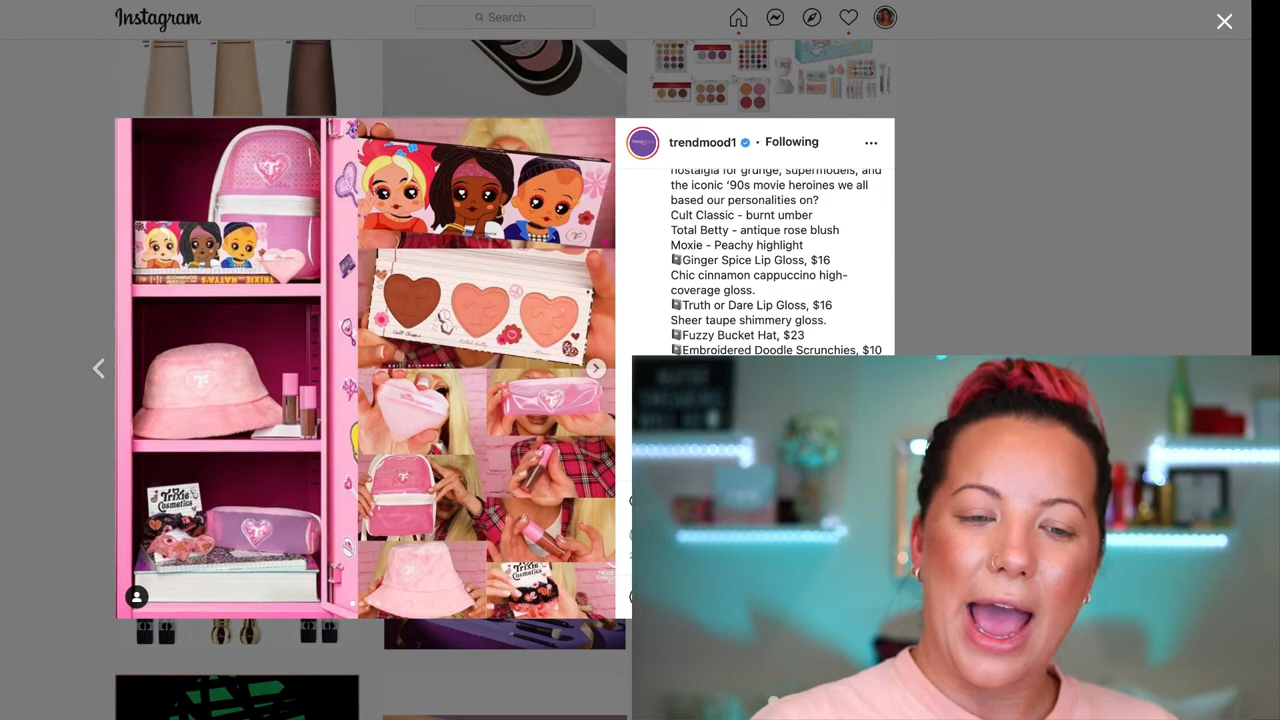 Instagram
Search
trendmood1 • Following
nostalgia for grunge, supermodels, and
the iconic '90s movie heroines we all
based our personalities on?
Cult Classic - burnt umber
Total Betty - antique rose blush
Moxie - Peachy highlight
Ginger Spice Lip Gloss, $16
Chic cinnamon cappuccino high-
coverage gloss.
Truth or Dare Lip Gloss, $16
Sheer taupe shimmery gloss.
Fuzzy Bucket Hat, $23
Embroidered Doodle Scrunchies, $10
Cult Classic
Trixie
Cosmetics
Trixie
Cosmetics